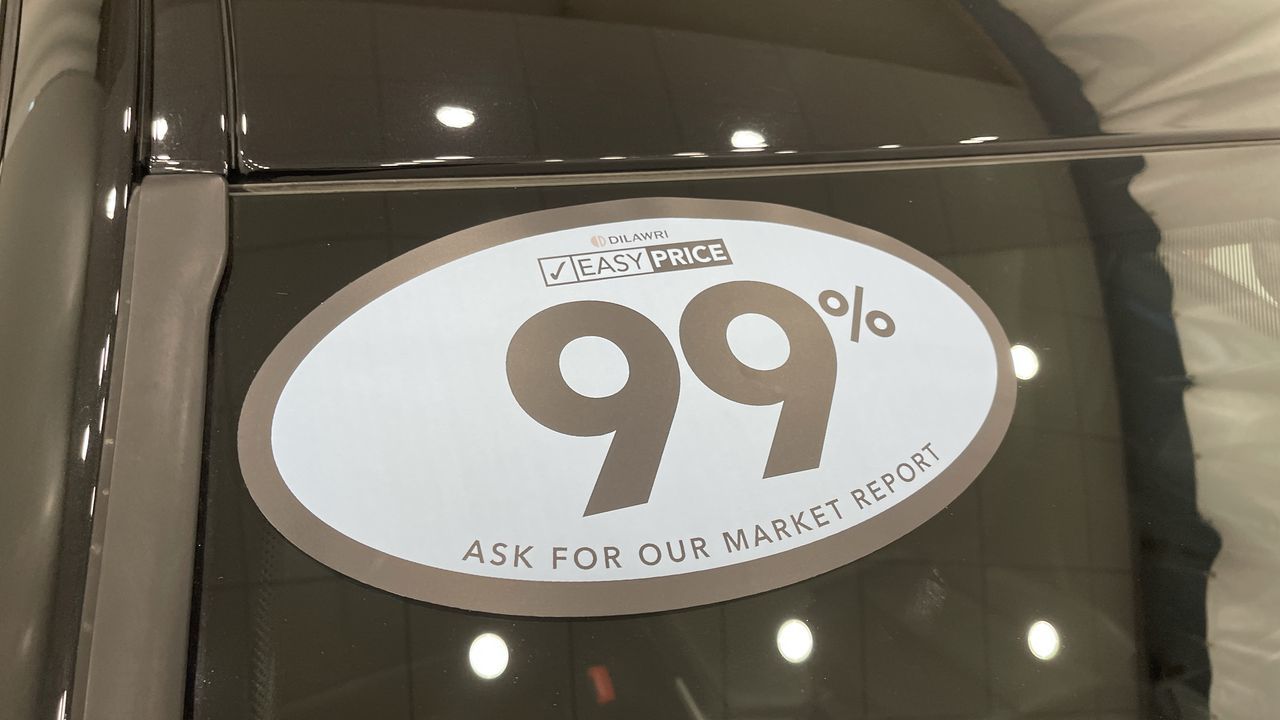 DILAWRI
✓ EASY PRICE
99%
ASK FOR OUR MARKET REPORT